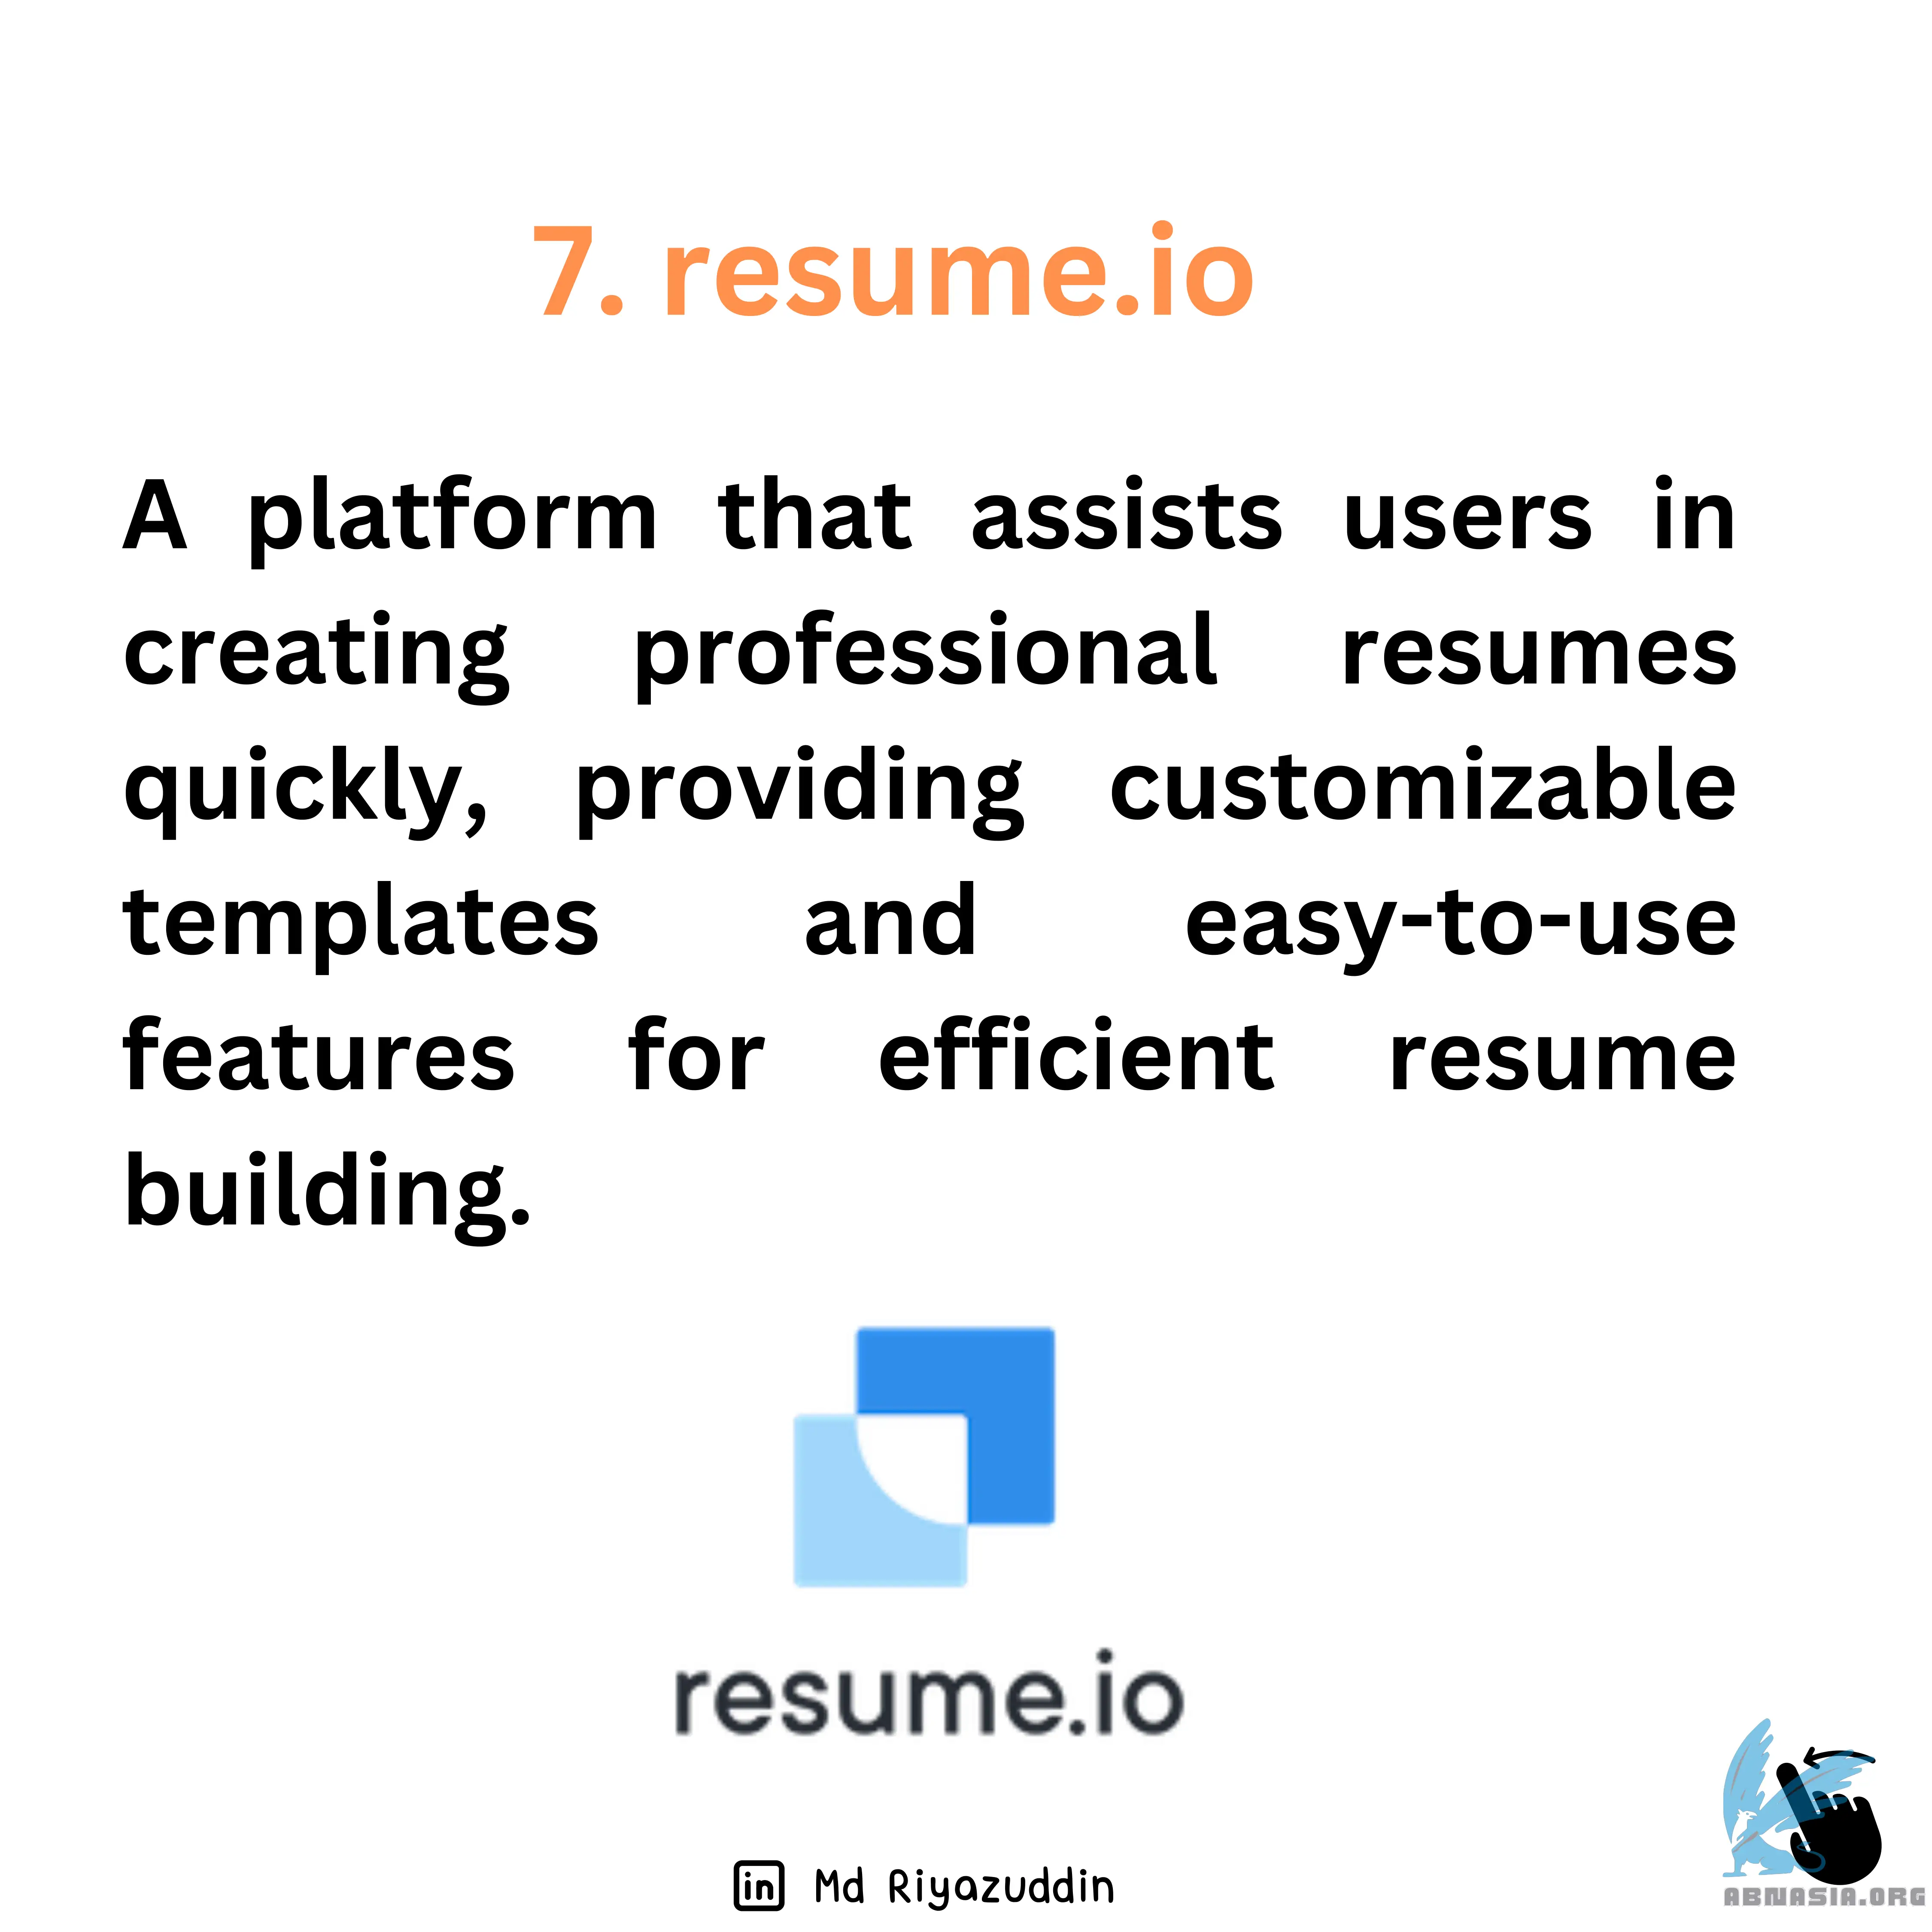 7. resume.io
A platform that assists users in
creating professional resumes
quickly, providing customizable
templates and easy-to-use
features for efficient resume
building.
resume.io
in Md Riyazuddin
ABNASIA.ORG